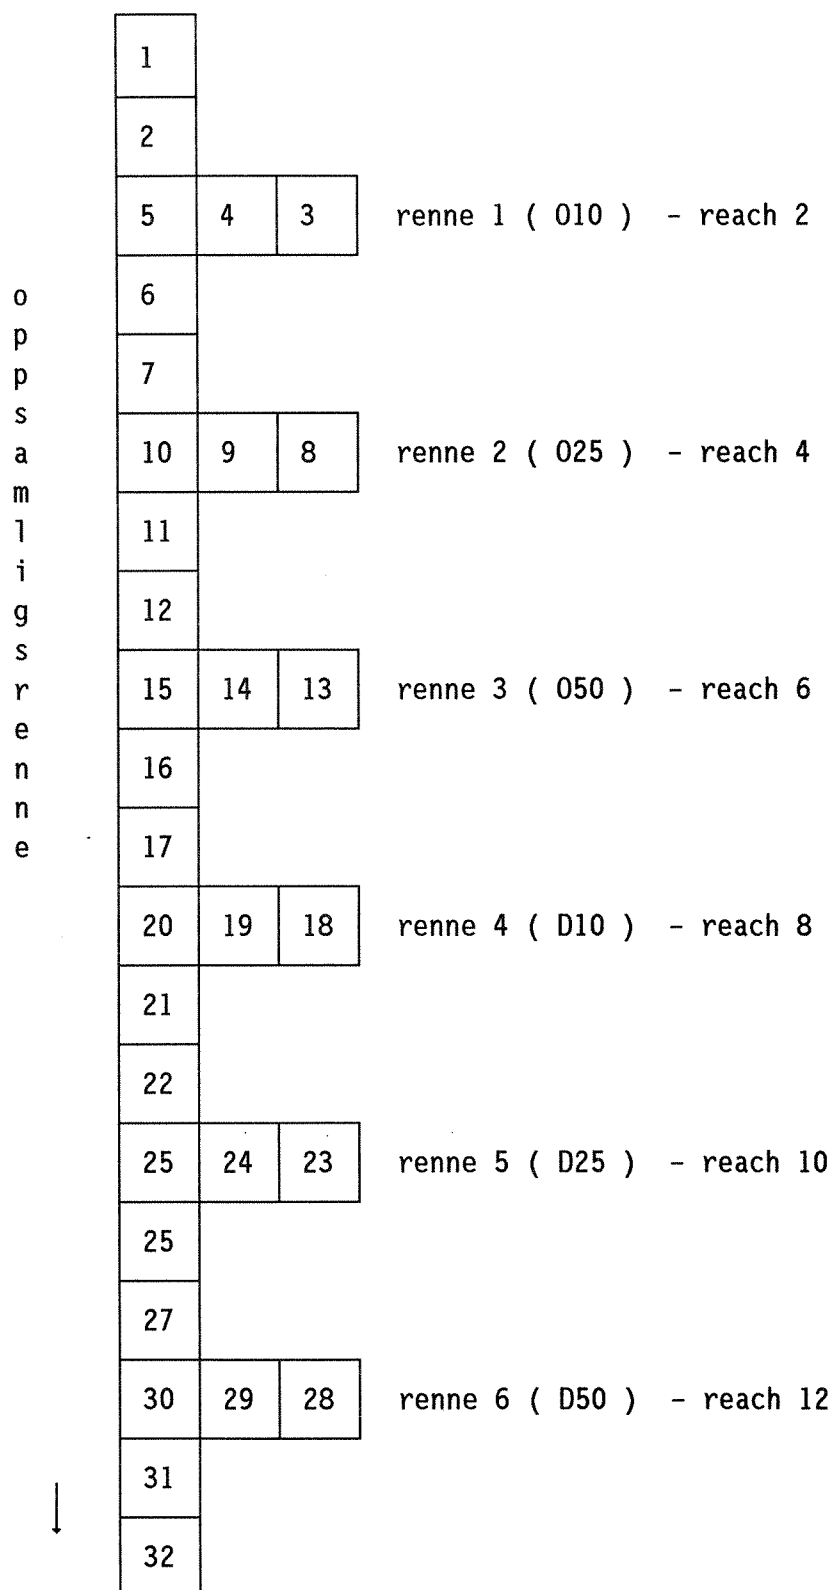 1
2
5 4 3 renne 1 ( O10 ) - reach 2
6
7
10 9 8 renne 2 ( O25 ) - reach 4
11
12
15 14 13 renne 3 ( O50 ) - reach 6
16
17
20 19 18 renne 4 ( D10 ) - reach 8
21
22
25 24 23 renne 5 ( D25 ) - reach 10
25
27
30 29 28 renne 6 ( D50 ) - reach 12
31
32
oppsamligsrenne